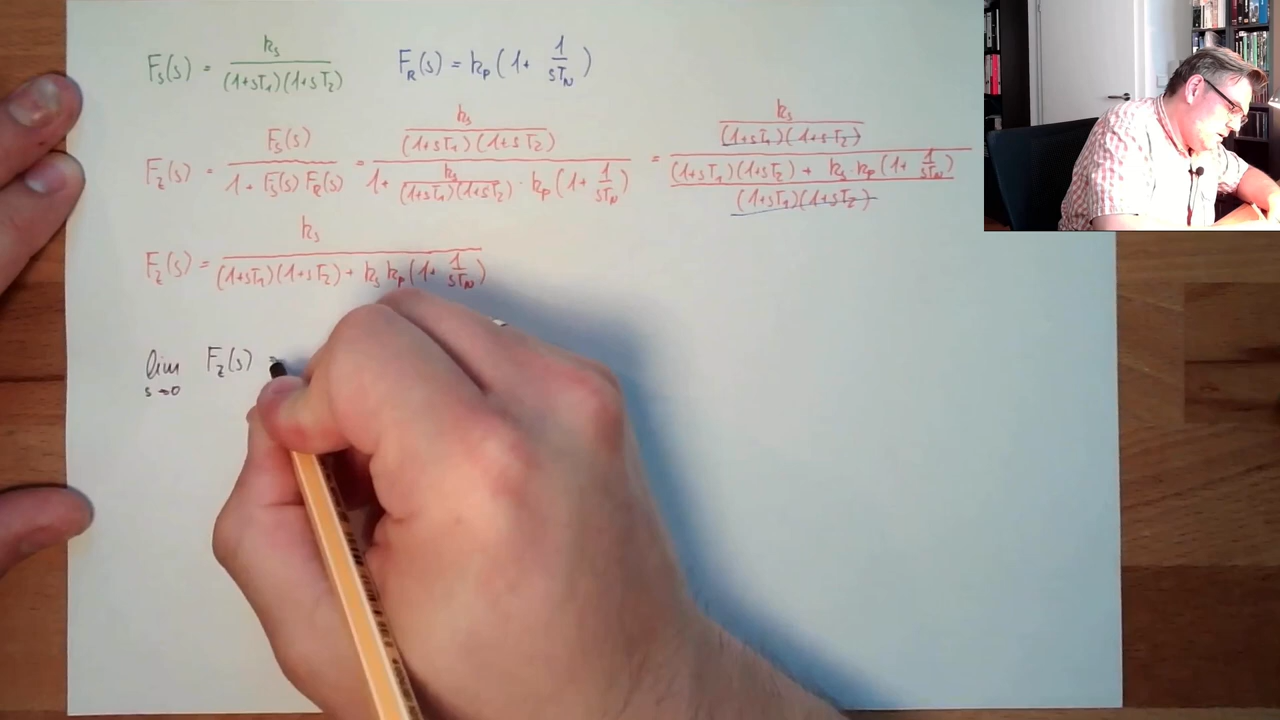 F_S(s) = k_s / ((1+sT_1)(1+sT_2))    F_R(s) = k_p (1 + 1/(sT_N))
F_z(s) = F_S(s) / (1 + F_S(s) F_R(s)) = (k_s / ((1+sT_1)(1+sT_2))) / (1 + k_s / ((1+sT_1)(1+sT_2)) · k_p (1 + 1/(sT_N))) = (k_s / ((1+sT_1)(1+sT_2))) / (((1+sT_1)(1+sT_2) + k_s · k_p (1 + 1/(sT_N))) / ((1+sT_1)(1+sT_2)))
F_z(s) = k_s / ((1+sT_1)(1+sT_2) + k_s k_p (1 + 1/(sT_N)))
lim_{s→0} F_z(s) =